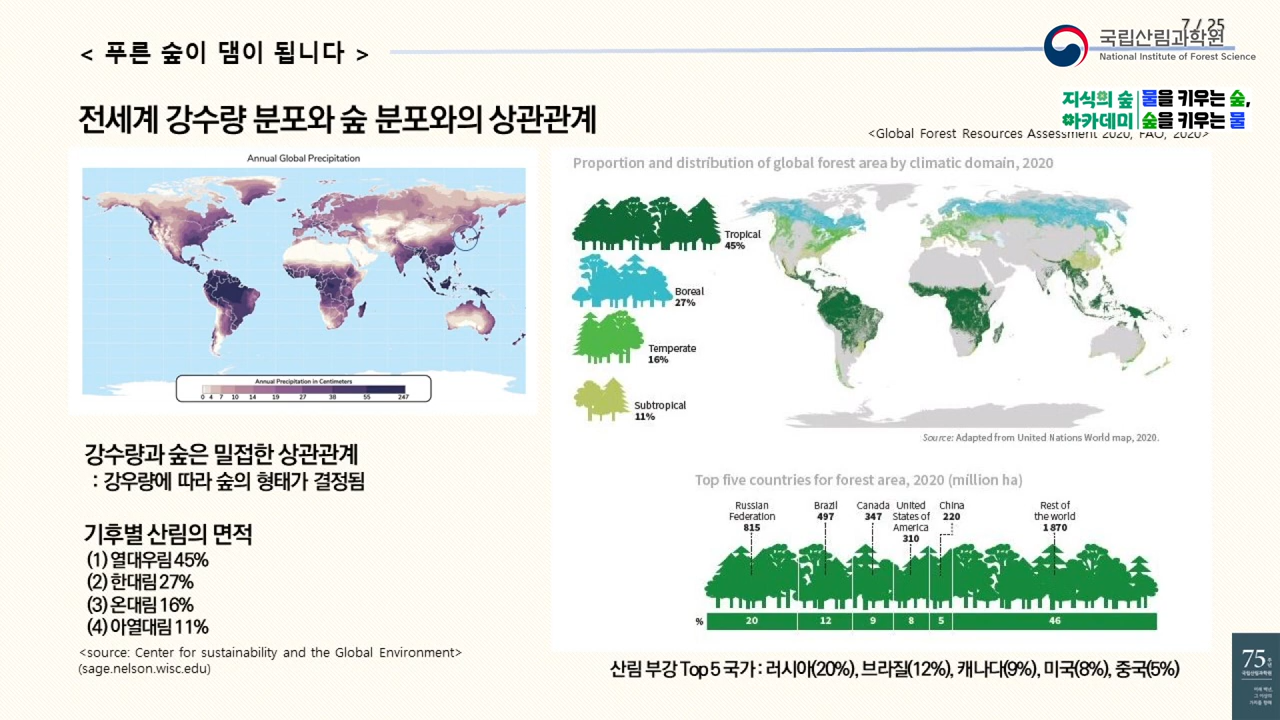 < 푸른 숲이 댐이 됩니다 >
7 / 25
국립산림과학원
National Institute of Forest Science
전세계 강수량 분포와 숲 분포와의 상관관계
지식의 숲 물을 키우는 숲,
아카데미 숲을 키우는 물
<Global Forest Resources Assessment 2020, FAO, 2020>
Annual Global Precipitation
Annual Precipitation in Centimeters
0 4 7 10 14 19 27 38 55 247
Proportion and distribution of global forest area by climatic domain, 2020
Tropical
45%
Boreal
27%
Temperate
16%
Subtropical
11%
Source: Adapted from United Nations World map, 2020.
강수량과 숲은 밀접한 상관관계
: 강우량에 따라 숲의 형태가 결정됨
기후별 산림의 면적
(1) 열대우림 45%
(2) 한대림 27%
(3) 온대림 16%
(4) 아열대림 11%
<source: Center for sustainability and the Global Environment>
(sage.nelson.wisc.edu)
Top five countries for forest area, 2020 (million ha)
Russian
Federation
815
Brazil
497
Canada
347
United
States of
America
310
China
220
Rest of
the world
1 870
% 20 12 9 8 5 46
산림 부강 Top 5 국가 : 러시아(20%), 브라질(12%), 캐나다(9%), 미국(8%), 중국(5%)
75
국립산림과학원